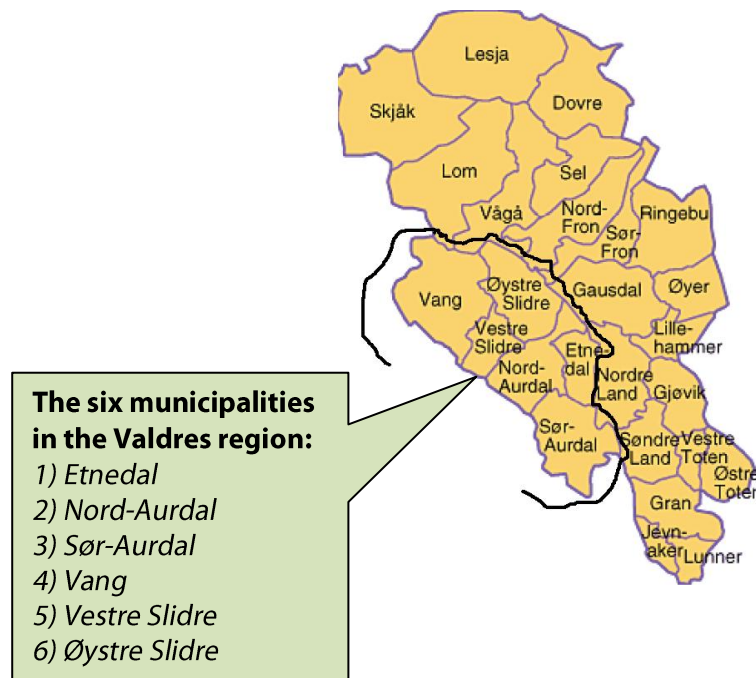 Lesja
Dovre
Skjåk
Lom
Sel
Vågå
Nord-
Fron
Ringebu
Sør-
Fron
Vang
Øystre
Slidre
Gausdal
Øyer
Vestre
Slidre
Lille-
hammer
Etne-
dal
Nord-
Aurdal
Nordre
Land
Gjøvik
Sør-
Aurdal
Søndre
Land
Vestre
Toten
Østre
Toten
Gran
Jevn-
aker
Lunner
The six municipalities
in the Valdres region:
1) Etnedal
2) Nord-Aurdal
3) Sør-Aurdal
4) Vang
5) Vestre Slidre
6) Øystre Slidre